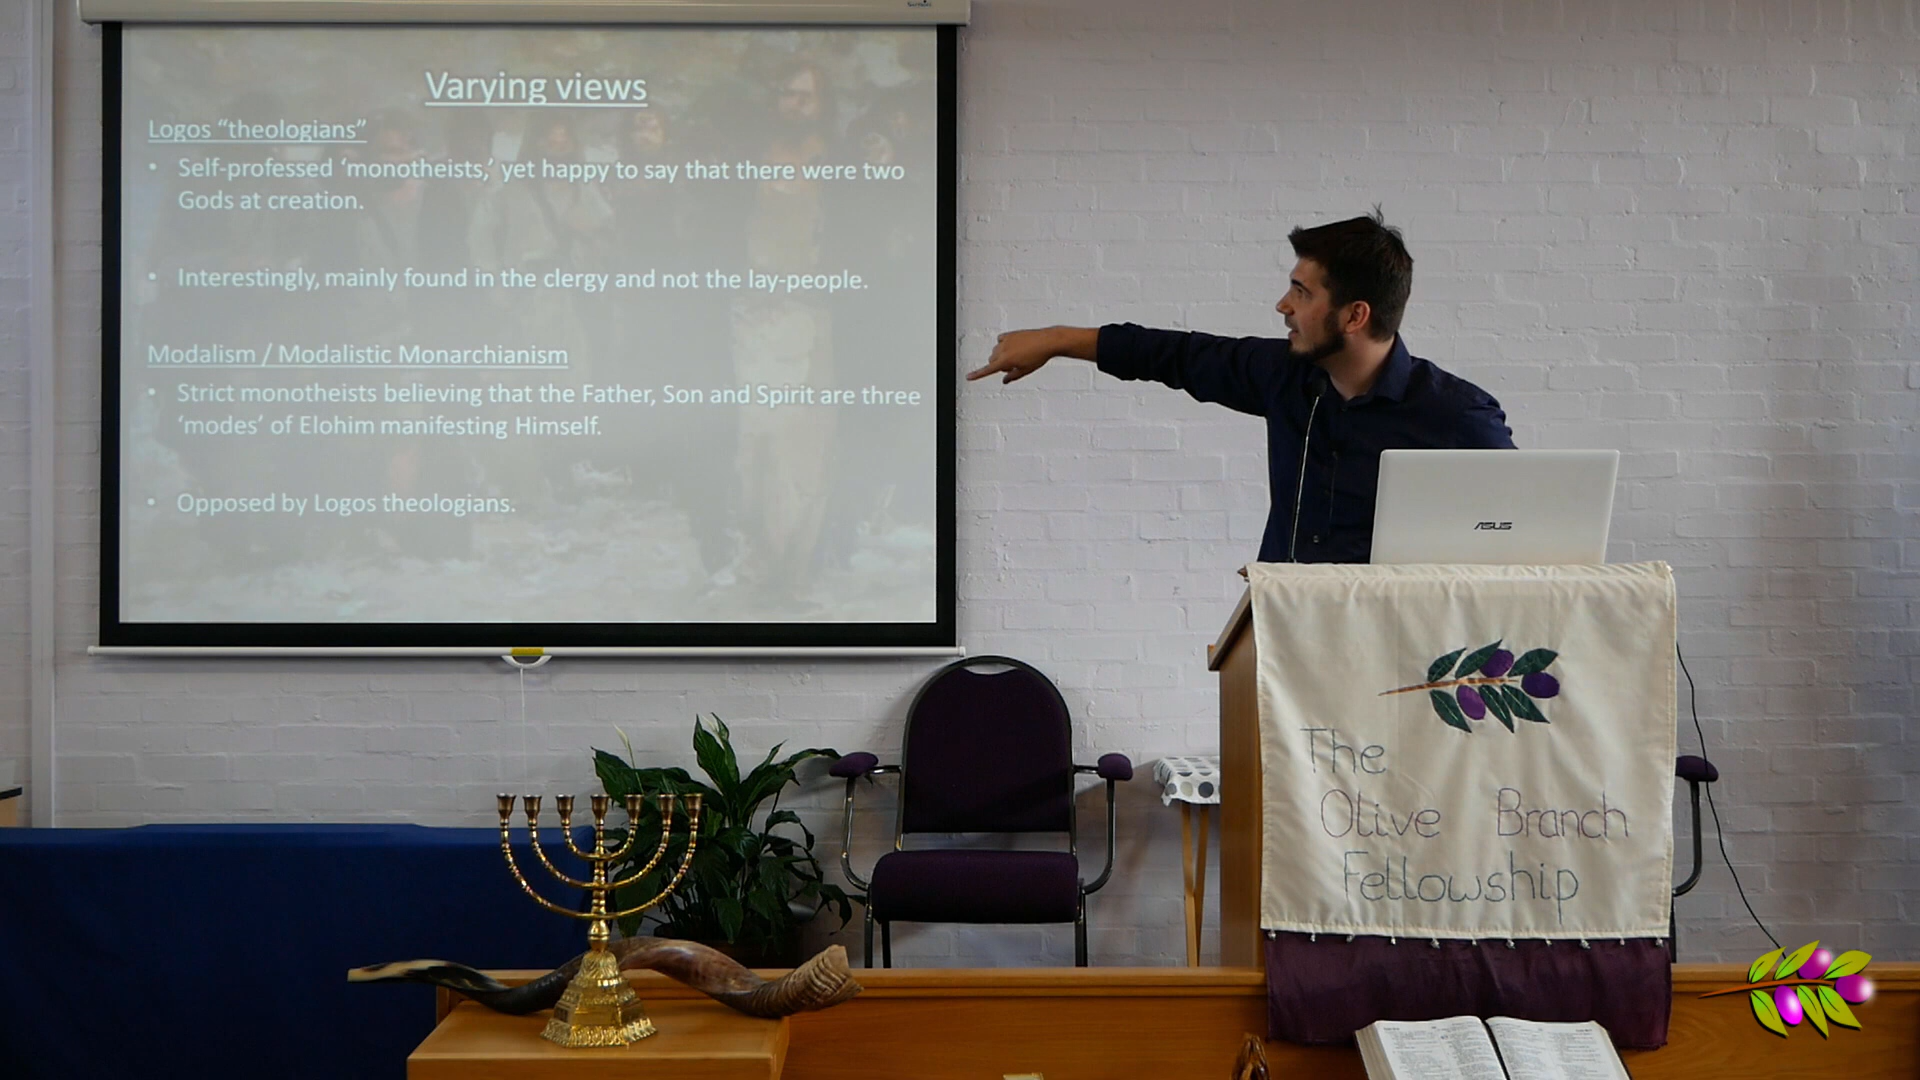 Varying views
Logos “theologians”
• Self-professed ‘monotheists,’ yet happy to say that there were two
Gods at creation.
• Interestingly, mainly found in the clergy and not the lay-people.
Modalism / Modalistic Monarchianism
• Strict monotheists believing that the Father, Son and Spirit are three
‘modes’ of Elohim manifesting Himself.
• Opposed by Logos theologians.
ASUS
The
Olive Branch
Fellowship